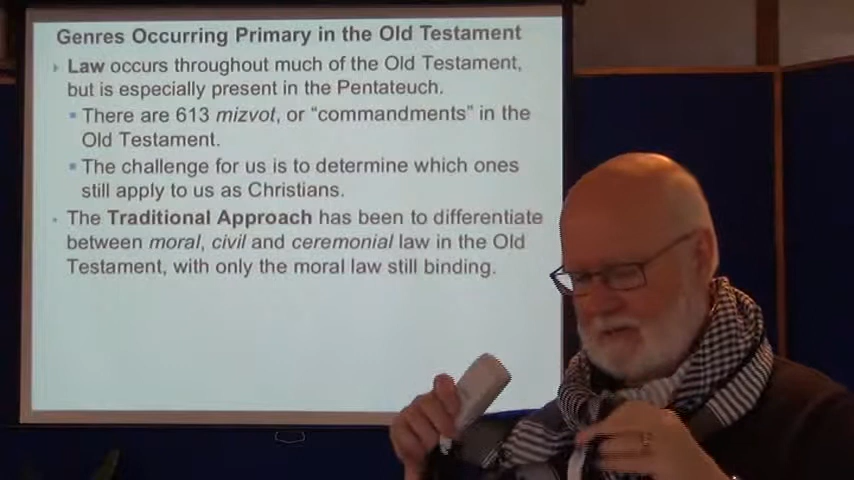 Genres Occurring Primary in the Old Testament
Law occurs throughout much of the Old Testament,
but is especially present in the Pentateuch.
There are 613 mizvot, or “commandments” in the
Old Testament.
The challenge for us is to determine which ones
still apply to us as Christians.
The Traditional Approach has been to differentiate
between moral, civil and ceremonial law in the Old
Testament, with only the moral law still binding.